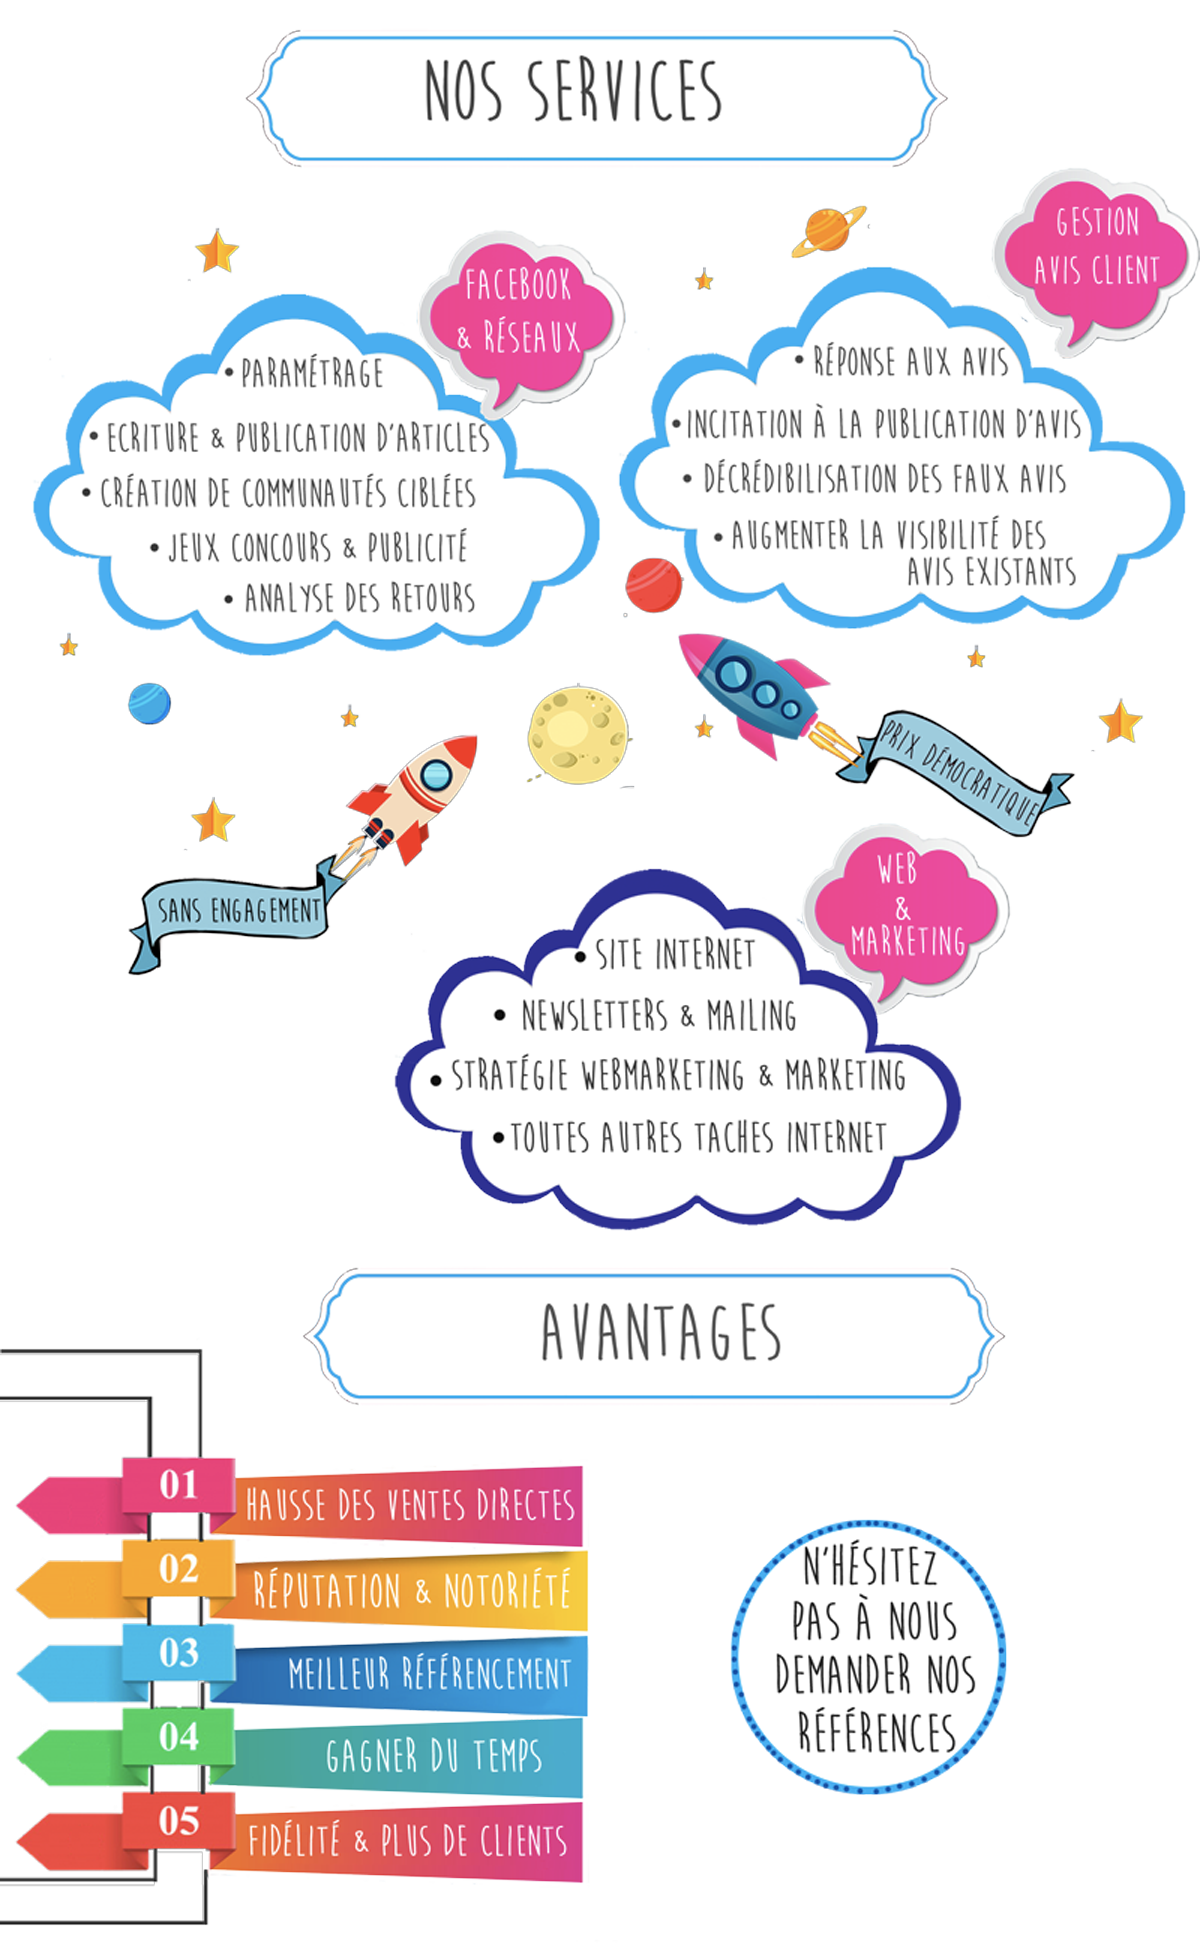 NOS SERVICES
FACEBOOK
& RÉSEAUX
• PARAMÉTRAGE
• ECRITURE & PUBLICATION D'ARTICLES
• CRÉATION DE COMMUNAUTÉS CIBLÉES
• JEUX CONCOURS & PUBLICITÉ
• ANALYSE DES RETOURS
GESTION
AVIS CLIENT
• RÉPONSE AUX AVIS
• INCITATION À LA PUBLICATION D'AVIS
• DÉCRÉDIBILISATION DES FAUX AVIS
• AUGMENTER LA VISIBILITÉ DES
AVIS EXISTANTS
PRIX DÉMOCRATIQUE
SANS ENGAGEMENT
WEB
&
MARKETING
• SITE INTERNET
• NEWSLETTERS & MAILING
• STRATÉGIE WEBMARKETING & MARKETING
• TOUTES AUTRES TACHES INTERNET
AVANTAGES
01 HAUSSE DES VENTES DIRECTES
02 RÉPUTATION & NOTORIÉTÉ
03 MEILLEUR RÉFÉRENCEMENT
04 GAGNER DU TEMPS
05 FIDÉLITÉ & PLUS DE CLIENTS
N'HÉSITEZ
PAS À NOUS
DEMANDER NOS
RÉFÉRENCES